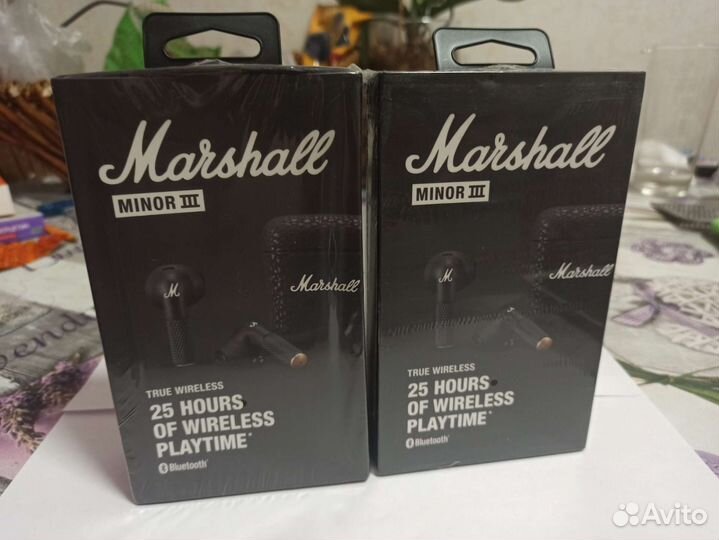 Marshall
MINOR III
M
Marshall
TRUE WIRELESS
25 HOURS
OF WIRELESS
PLAYTIME*
Bluetooth®
Marshall
MINOR III
M
Marshall
TRUE WIRELESS
25 HOURS
OF WIRELESS
PLAYTIME*
Bluetooth®
Avito